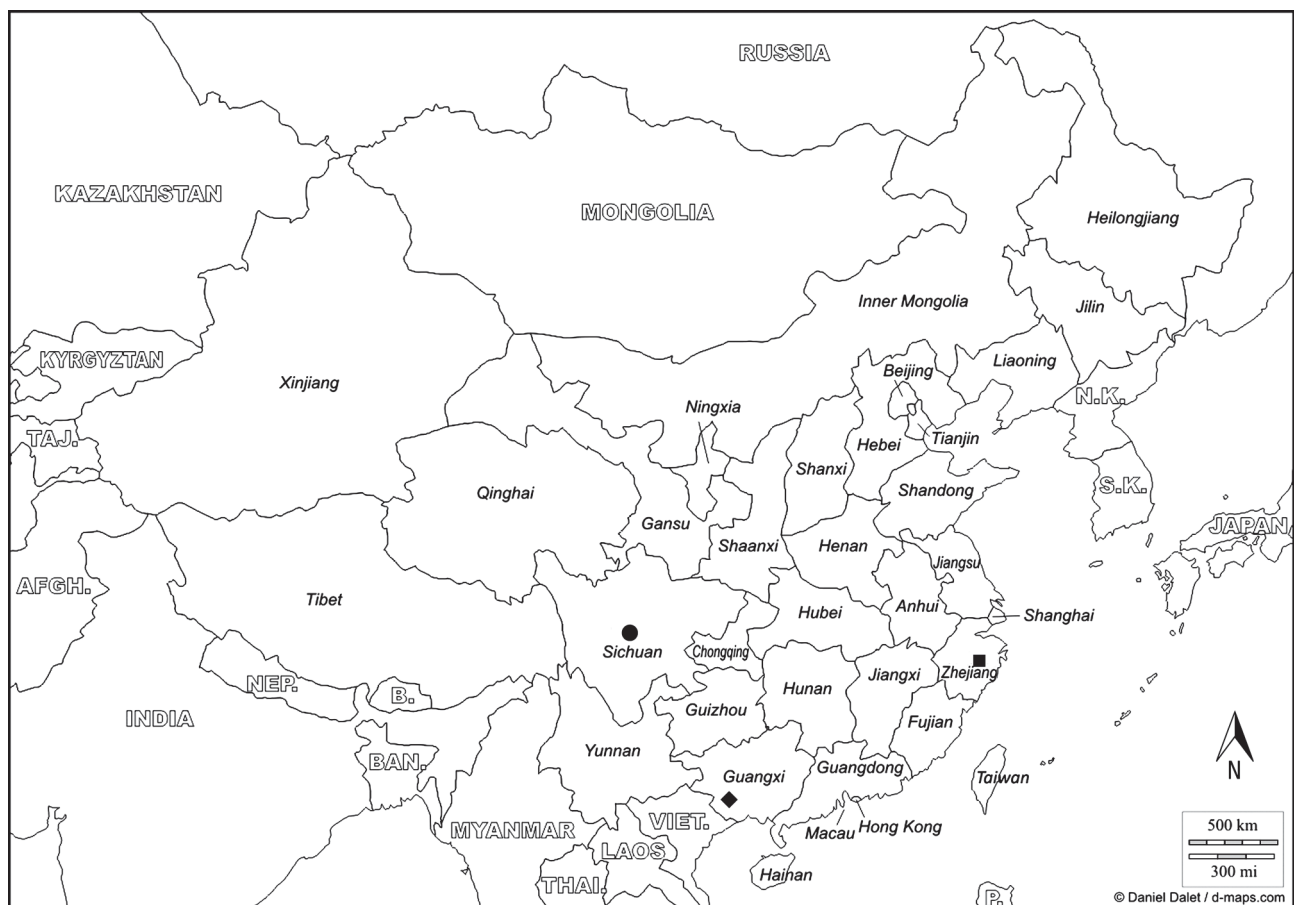 RUSSIA
KAZAKHSTAN
MONGOLIA
Heilongjiang
Inner Mongolia
Jilin
KYRGYZTAN
Xinjiang
Beijing
Liaoning
N.K.
Ningxia
TAJ.
Hebei
Tianjin
Shanxi
Qinghai
Shandong
S.K.
Gansu
JAPAN
Shaanxi
Henan
Jiangsu
AFGH.
Tibet
Anhui
Hubei
Shanghai
Sichuan
Chongqing
Zhejiang
Jiangxi
NEP.
B.
Hunan
INDIA
Guizhou
Fujian
Yunnan
BAN.
Guangxi
Guangdong
Taiwan
N
MYANMAR
VIET.
Macau
Hong Kong
500 km
LAOS
300 mi
Hainan
THAI.
P.
© Daniel Dalet / d-maps.com